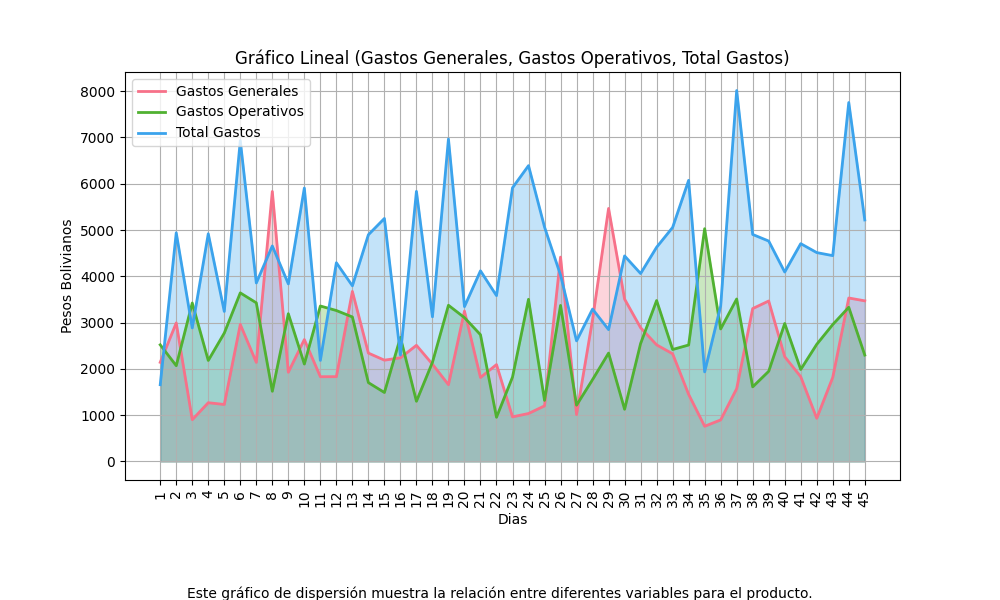 Gráfico Lineal (Gastos Generales, Gastos Operativos, Total Gastos)
Gastos Generales
Gastos Operativos
Total Gastos
Pesos Bolivianos
8000
7000
6000
5000
4000
3000
2000
1000
0
1 2 3 4 5 6 7 8 9 10 11 12 13 14 15 16 17 18 19 20 21 22 23 24 25 26 27 28 29 30 31 32 33 34 35 36 37 38 39 40 41 42 43 44 45
Dias
Este gráfico de dispersión muestra la relación entre diferentes variables para el producto.